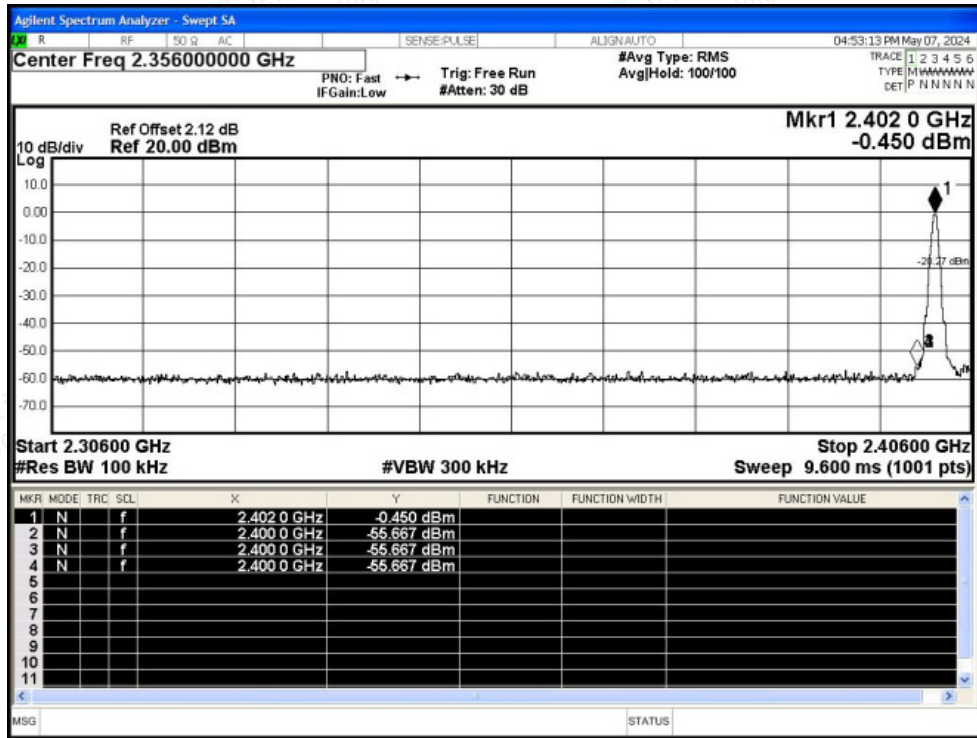 Agilent Spectrum Analyzer - Swept SA
R RF 50 Ω AC SENSE:PULSE ALIGN AUTO 04:53:13 PM May 07, 2024
Center Freq 2.356000000 GHz
PNO: Fast Trig: Free Run #Avg Type: RMS TRACE 1 2 3 4 5 6
IFGain:Low #Atten: 30 dB Avg|Hold: 100/100 TYPE M
DET P N N N N N
Mkr1 2.402 0 GHz
-0.450 dBm
Ref Offset 2.12 dB
10 dB/div Ref 20.00 dBm
Log
10.0
1
0.00
-10.0
-20.0
-30.0
-40.0
-50.0
-60.0
-70.0
Start 2.30600 GHz Stop 2.40600 GHz
#Res BW 100 kHz #VBW 300 kHz Sweep 9.600 ms (1001 pts)
MKR MODE TRC SCL X Y FUNCTION FUNCTION WIDTH FUNCTION VALUE
1 N f 2.402 0 GHz -0.450 dBm
2 N f 2.400 0 GHz -55.667 dBm
3 N f 2.400 0 GHz -55.667 dBm
4 N f 2.400 0 GHz -55.667 dBm
5
6
7
8
9
10
11
MSG STATUS